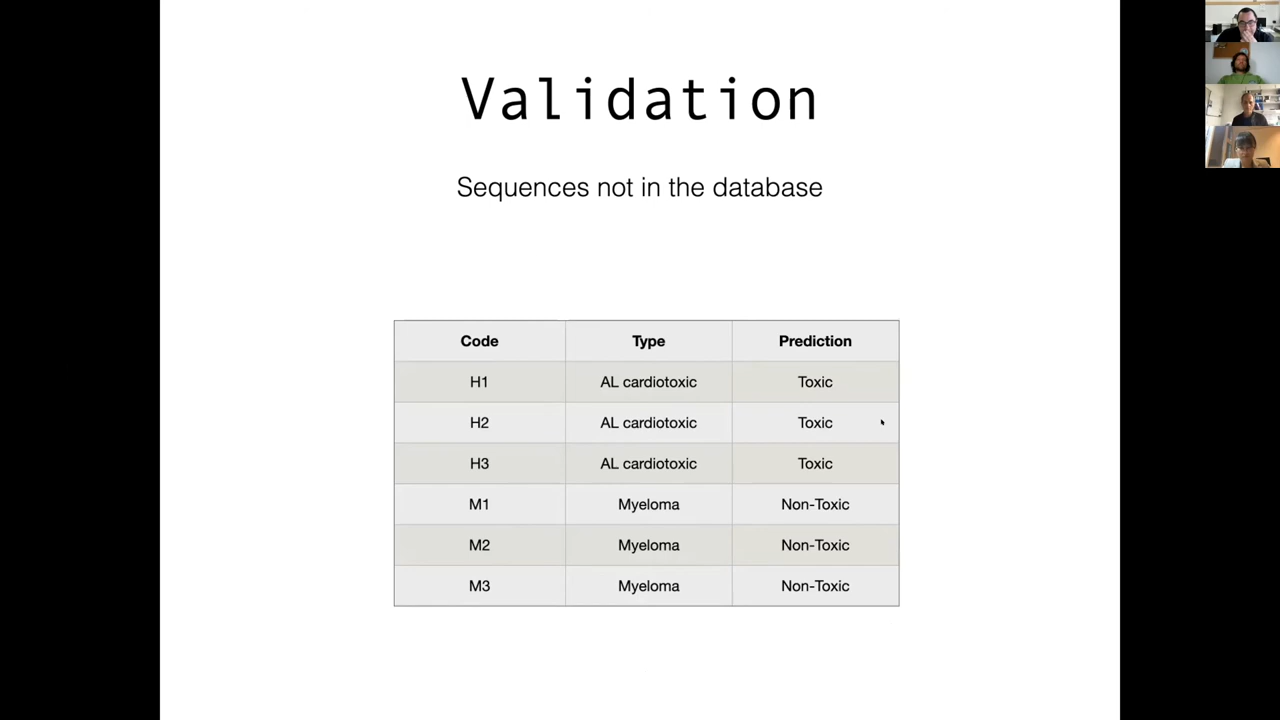 Validation
Sequences not in the database
Code Type Prediction
H1 AL cardiotoxic Toxic
H2 AL cardiotoxic Toxic
H3 AL cardiotoxic Toxic
M1 Myeloma Non-Toxic
M2 Myeloma Non-Toxic
M3 Myeloma Non-Toxic